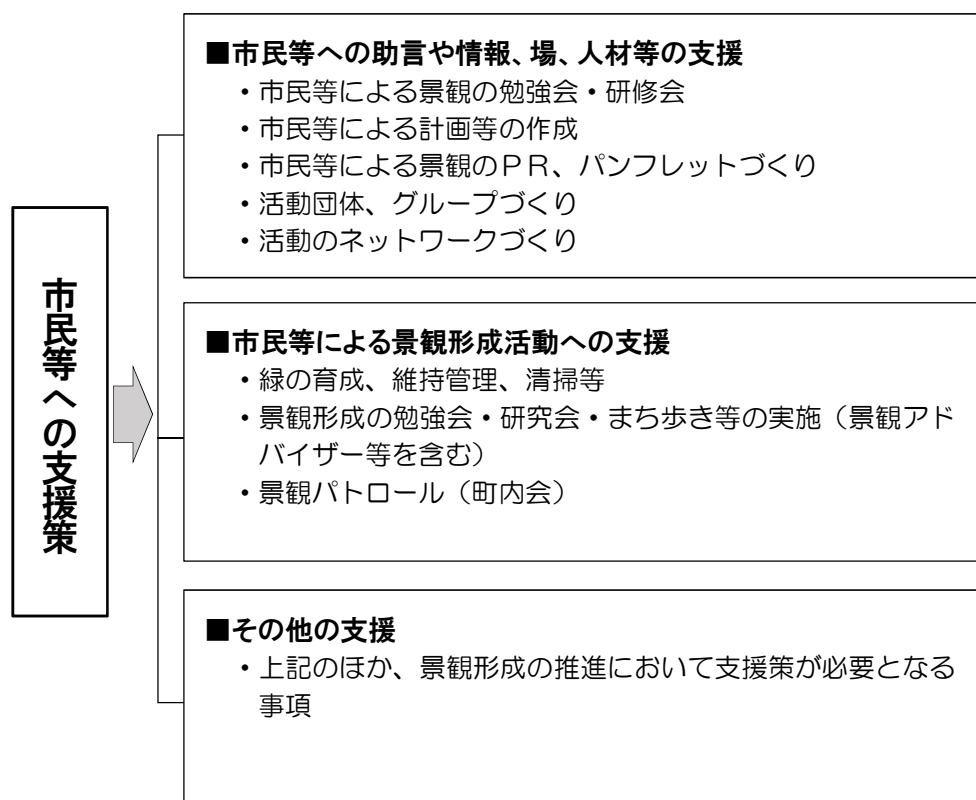 市民等への支援策
■市民等への助言や情報、場、人材等の支援
・市民等による景観の勉強会・研修会
・市民等による計画等の作成
・市民等による景観のＰＲ、パンフレットづくり
・活動団体、グループづくり
・活動のネットワークづくり
■市民等による景観形成活動への支援
・緑の育成、維持管理、清掃等
・景観形成の勉強会・研究会・まち歩き等の実施（景観アド
バイザー等を含む）
・景観パトロール（町内会）
■その他の支援
・上記のほか、景観形成の推進において支援策が必要となる
事項